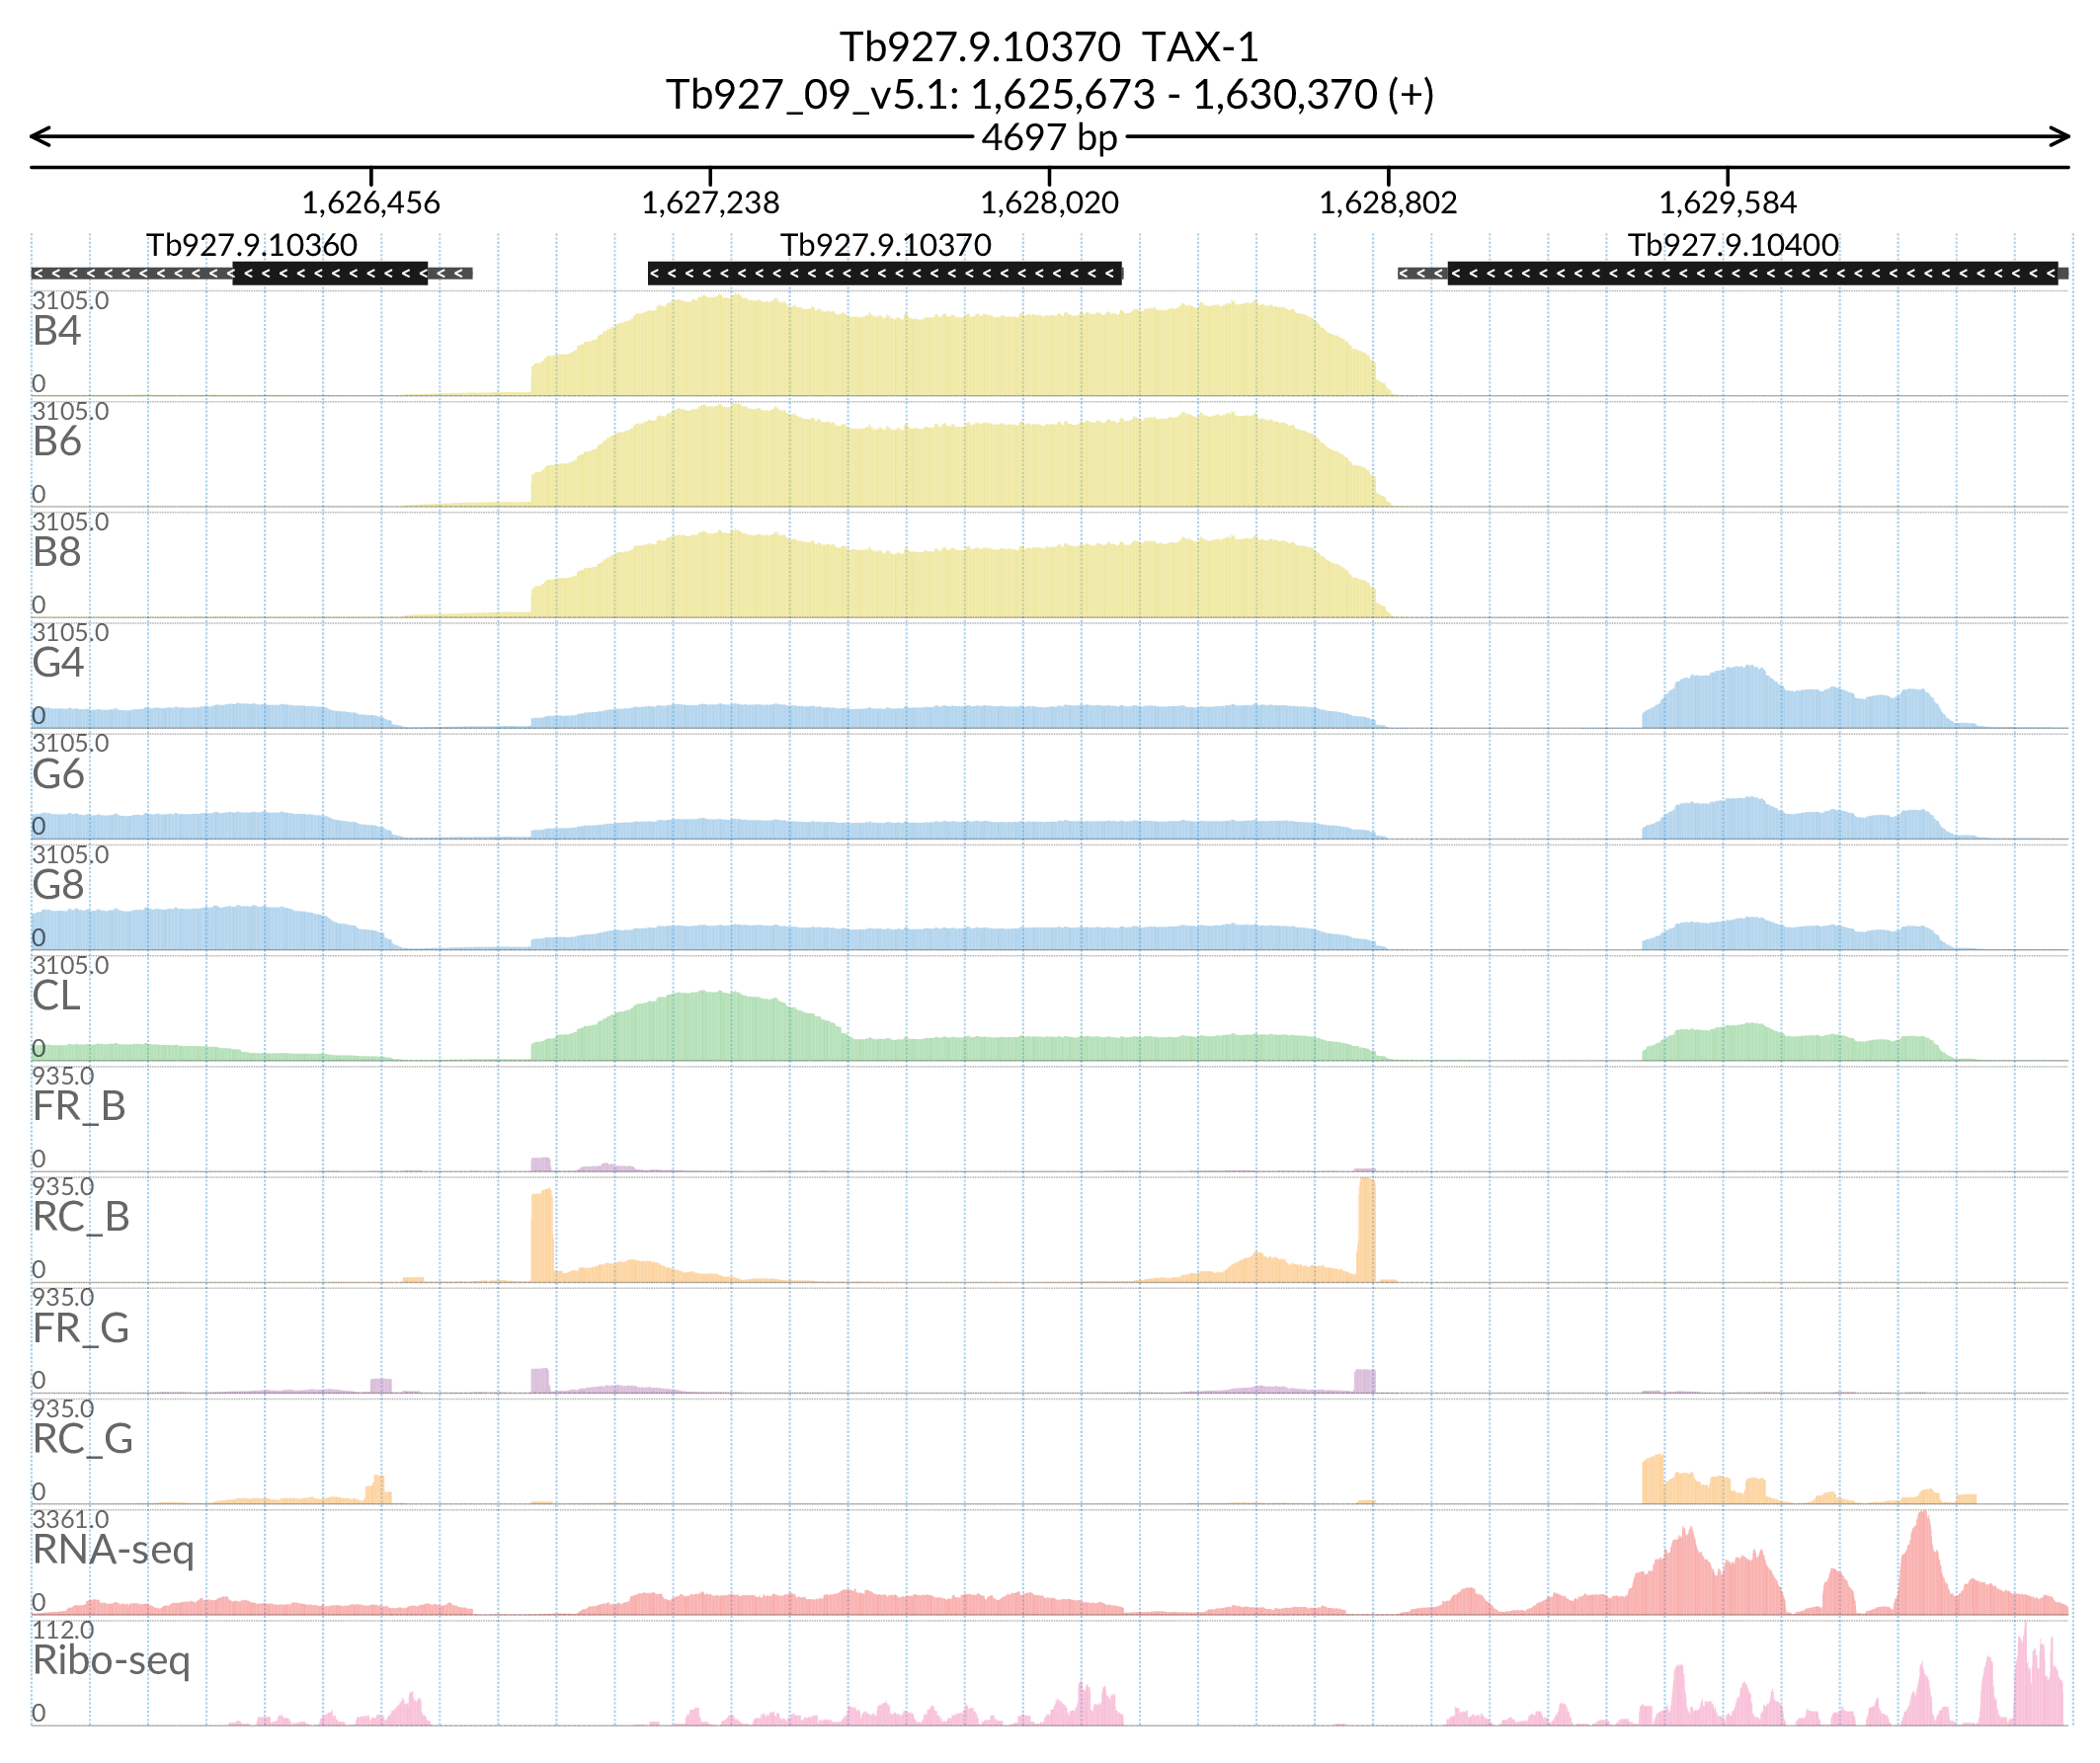 Tb927.9.10370 TAX-1
Tb927_09_v5.1: 1,625,673 - 1,630,370 (+)
4697 bp
1,626,456 1,627,238 1,628,020 1,628,802 1,629,584
Tb927.9.10360 Tb927.9.10370 Tb927.9.10400
3105.0
B4
0
3105.0
B6
0
3105.0
B8
0
3105.0
G4
0
3105.0
G6
0
3105.0
G8
0
3105.0
CL
0
935.0
FR_B
0
935.0
RC_B
0
935.0
FR_G
0
935.0
RC_G
0
3361.0
RNA-seq
0
112.0
Ribo-seq
0